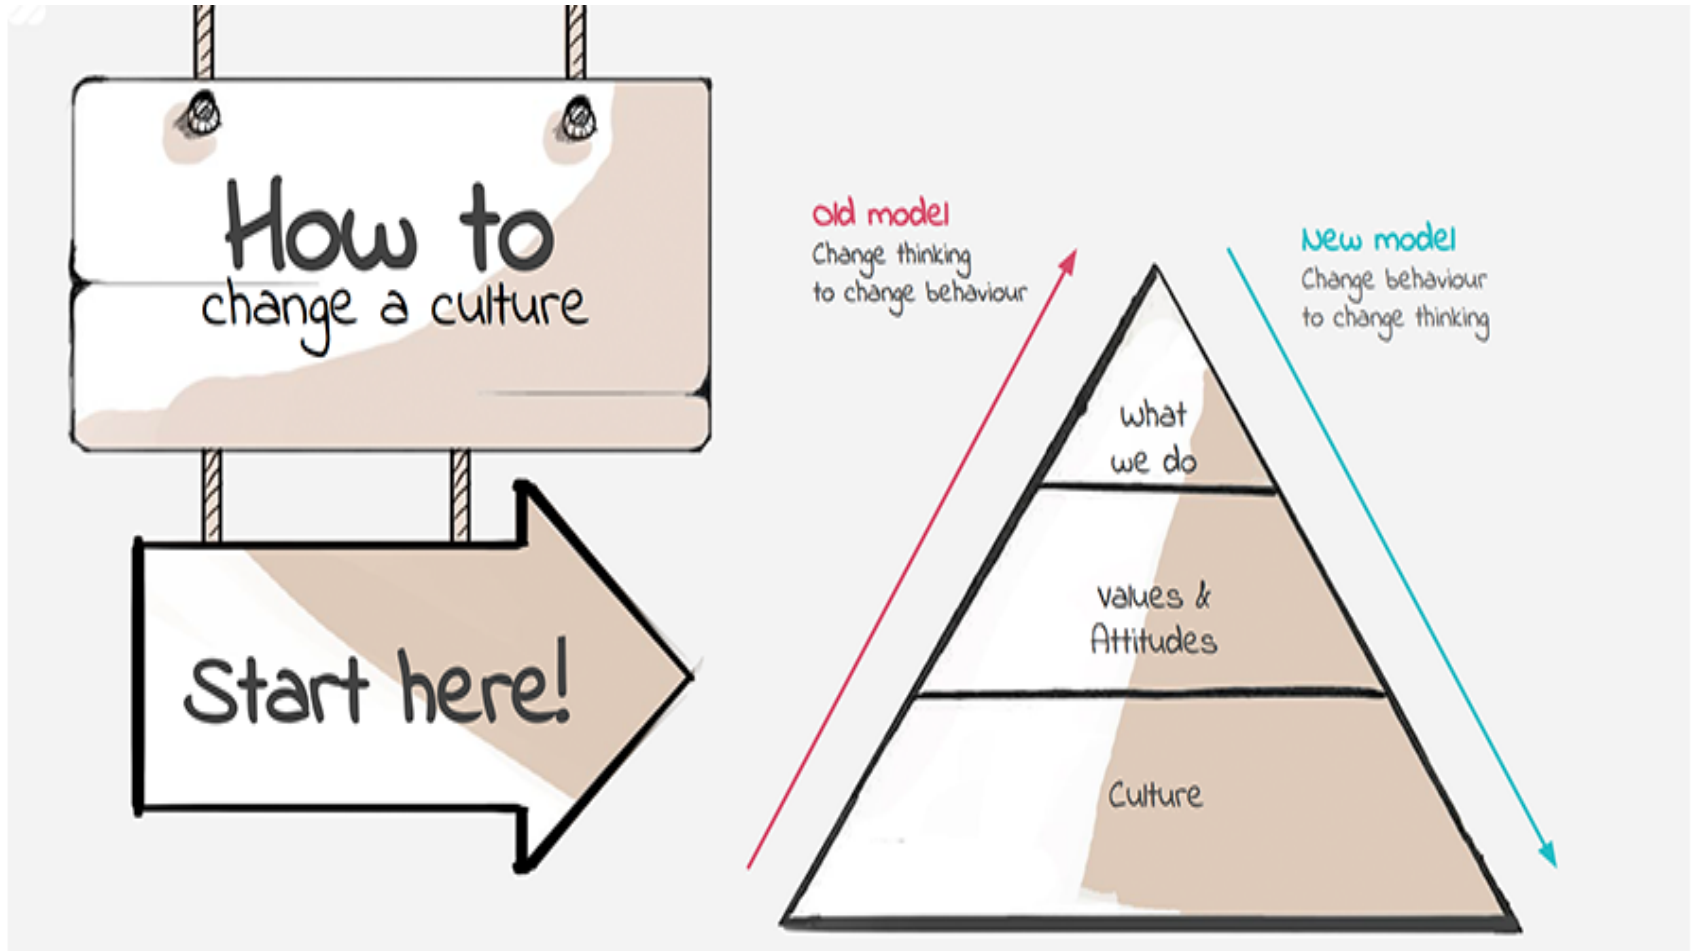 How to
change a culture
Start here!
Old model
Change thinking
to change behaviour
New model
Change behaviour
to change thinking
What
we do
Values &
Attitudes
Culture